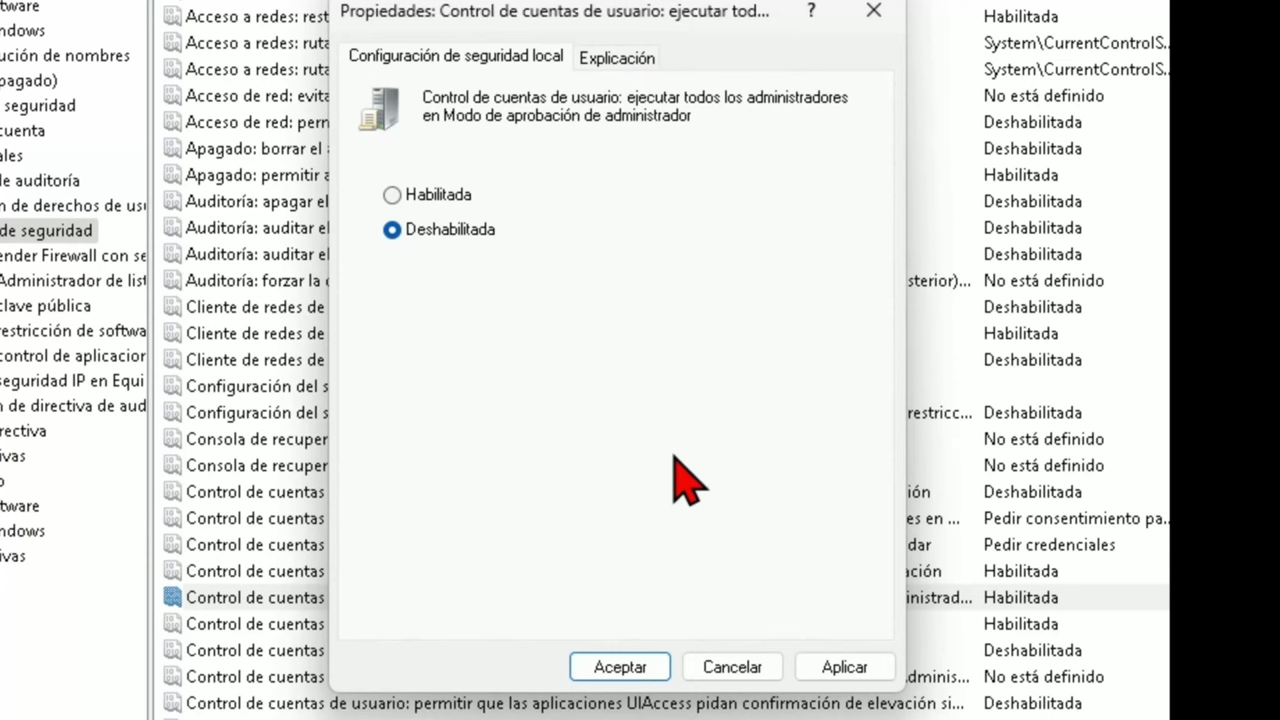 tware
ndows
ución de nombres
pagado)
seguridad
cuenta
ales
de auditoría
n de derechos de usu
de seguridad
ender Firewall con se
Administrador de list
clave pública
restricción de softwa
control de aplicacion
seguridad IP en Equi
n de directiva de aud
rectiva
ivas
o
tware
ndows
ivas
Acceso a redes: rest
Habilitada
Acceso a redes: ruta
System\CurrentControlS...
Acceso a redes: ruta
System\CurrentControlS...
Acceso de red: evita
No está definido
Acceso de red: perm
Deshabilitada
Apagado: borrar el a
Deshabilitada
Apagado: permitir a
Habilitada
Auditoría: apagar el
Deshabilitada
Auditoría: auditar el
Deshabilitada
Auditoría: auditar el
Deshabilitada
Auditoría: forzar la c
sterior)...
No está definido
Cliente de redes de
Deshabilitada
Cliente de redes de
Habilitada
Cliente de redes de
Deshabilitada
Configuración del s
Configuración del s
restricc...
Deshabilitada
Consola de recuper
No está definido
Consola de recuper
No está definido
Control de cuentas
ión
Deshabilitada
Control de cuentas
es en ...
Pedir consentimiento pa...
Control de cuentas
dar
Pedir credenciales
Control de cuentas
ación
Habilitada
Control de cuentas
inistrad...
Habilitada
Control de cuentas
Habilitada
Control de cuentas
Deshabilitada
Control de cuentas
Adminis...
No está definido
Control de cuentas de usuario: permitir que las aplicaciones UIAccess pidan confirmación de elevación si...
Deshabilitada
Propiedades: Control de cuentas de usuario: ejecutar tod...
?
Configuración de seguridad local
Explicación
Control de cuentas de usuario: ejecutar todos los administradores
en Modo de aprobación de administrador
Habilitada
Deshabilitada
Aceptar
Cancelar
Aplicar